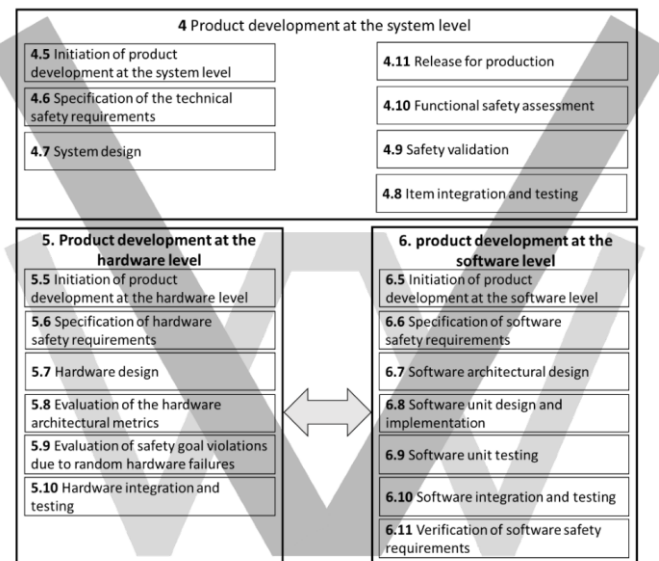 4 Product development at the system level
4.5 Initiation of product
development at the system level
4.6 Specification of the technical
safety requirements
4.7 System design
4.11 Release for production
4.10 Functional safety assessment
4.9 Safety validation
4.8 Item integration and testing
5. Product development at the
hardware level
5.5 Initiation of product
development at the hardware level
5.6 Specification of hardware
safety requirements
5.7 Hardware design
5.8 Evaluation of the hardware
architectural metrics
5.9 Evaluation of safety goal violations
due to random hardware failures
5.10 Hardware integration and
testing
6. product development at the
software level
6.5 Initiation of product
development at the software level
6.6 Specification of software
safety requirements
6.7 Software architectural design
6.8 Software unit design and
implementation
6.9 Software unit testing
6.10 Software integration and testing
6.11 Verification of software safety
requirements